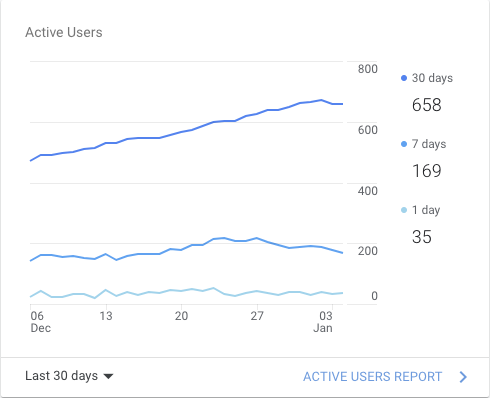 Active Users
800
600
400
200
0
06
Dec
13
20
27
03
Jan
30 days
658
7 days
169
1 day
35
Last 30 days
ACTIVE USERS REPORT